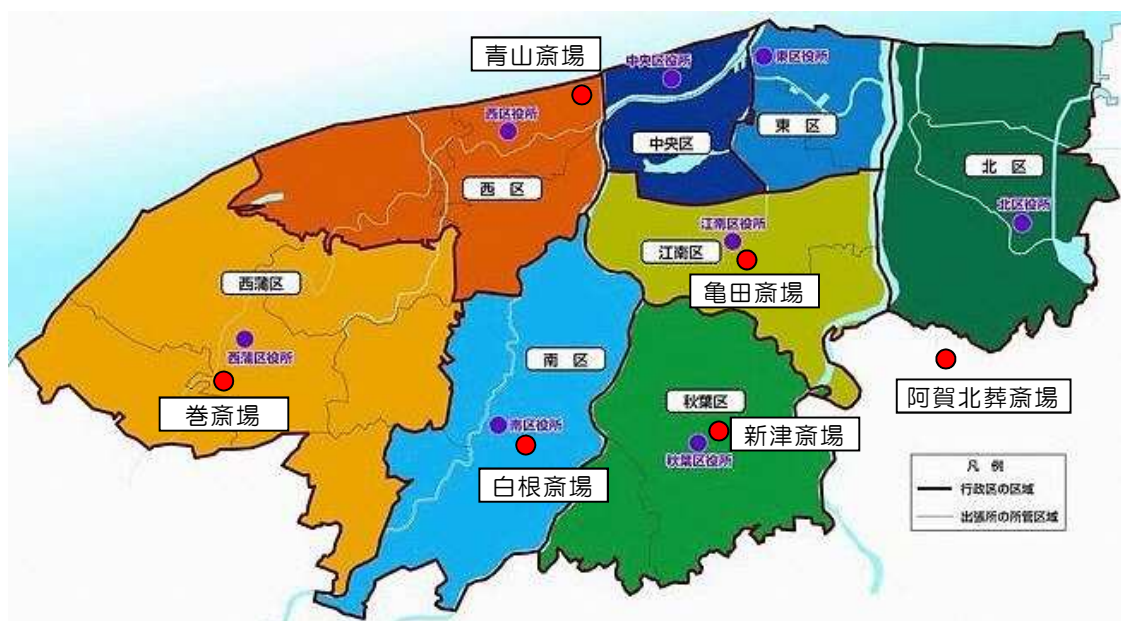 青山斎場
中央区役所
東区役所
西区役所
東 区
中央区
北 区
西 区
北区役所
江南区役所
江南区
西蒲区
亀田斎場
西蒲区役所
南 区
阿賀北葬斎場
巻斎場
秋葉区
南区役所
新津斎場
秋葉区役所
白根斎場
凡 例
行政区の区域
出張所の所管区域